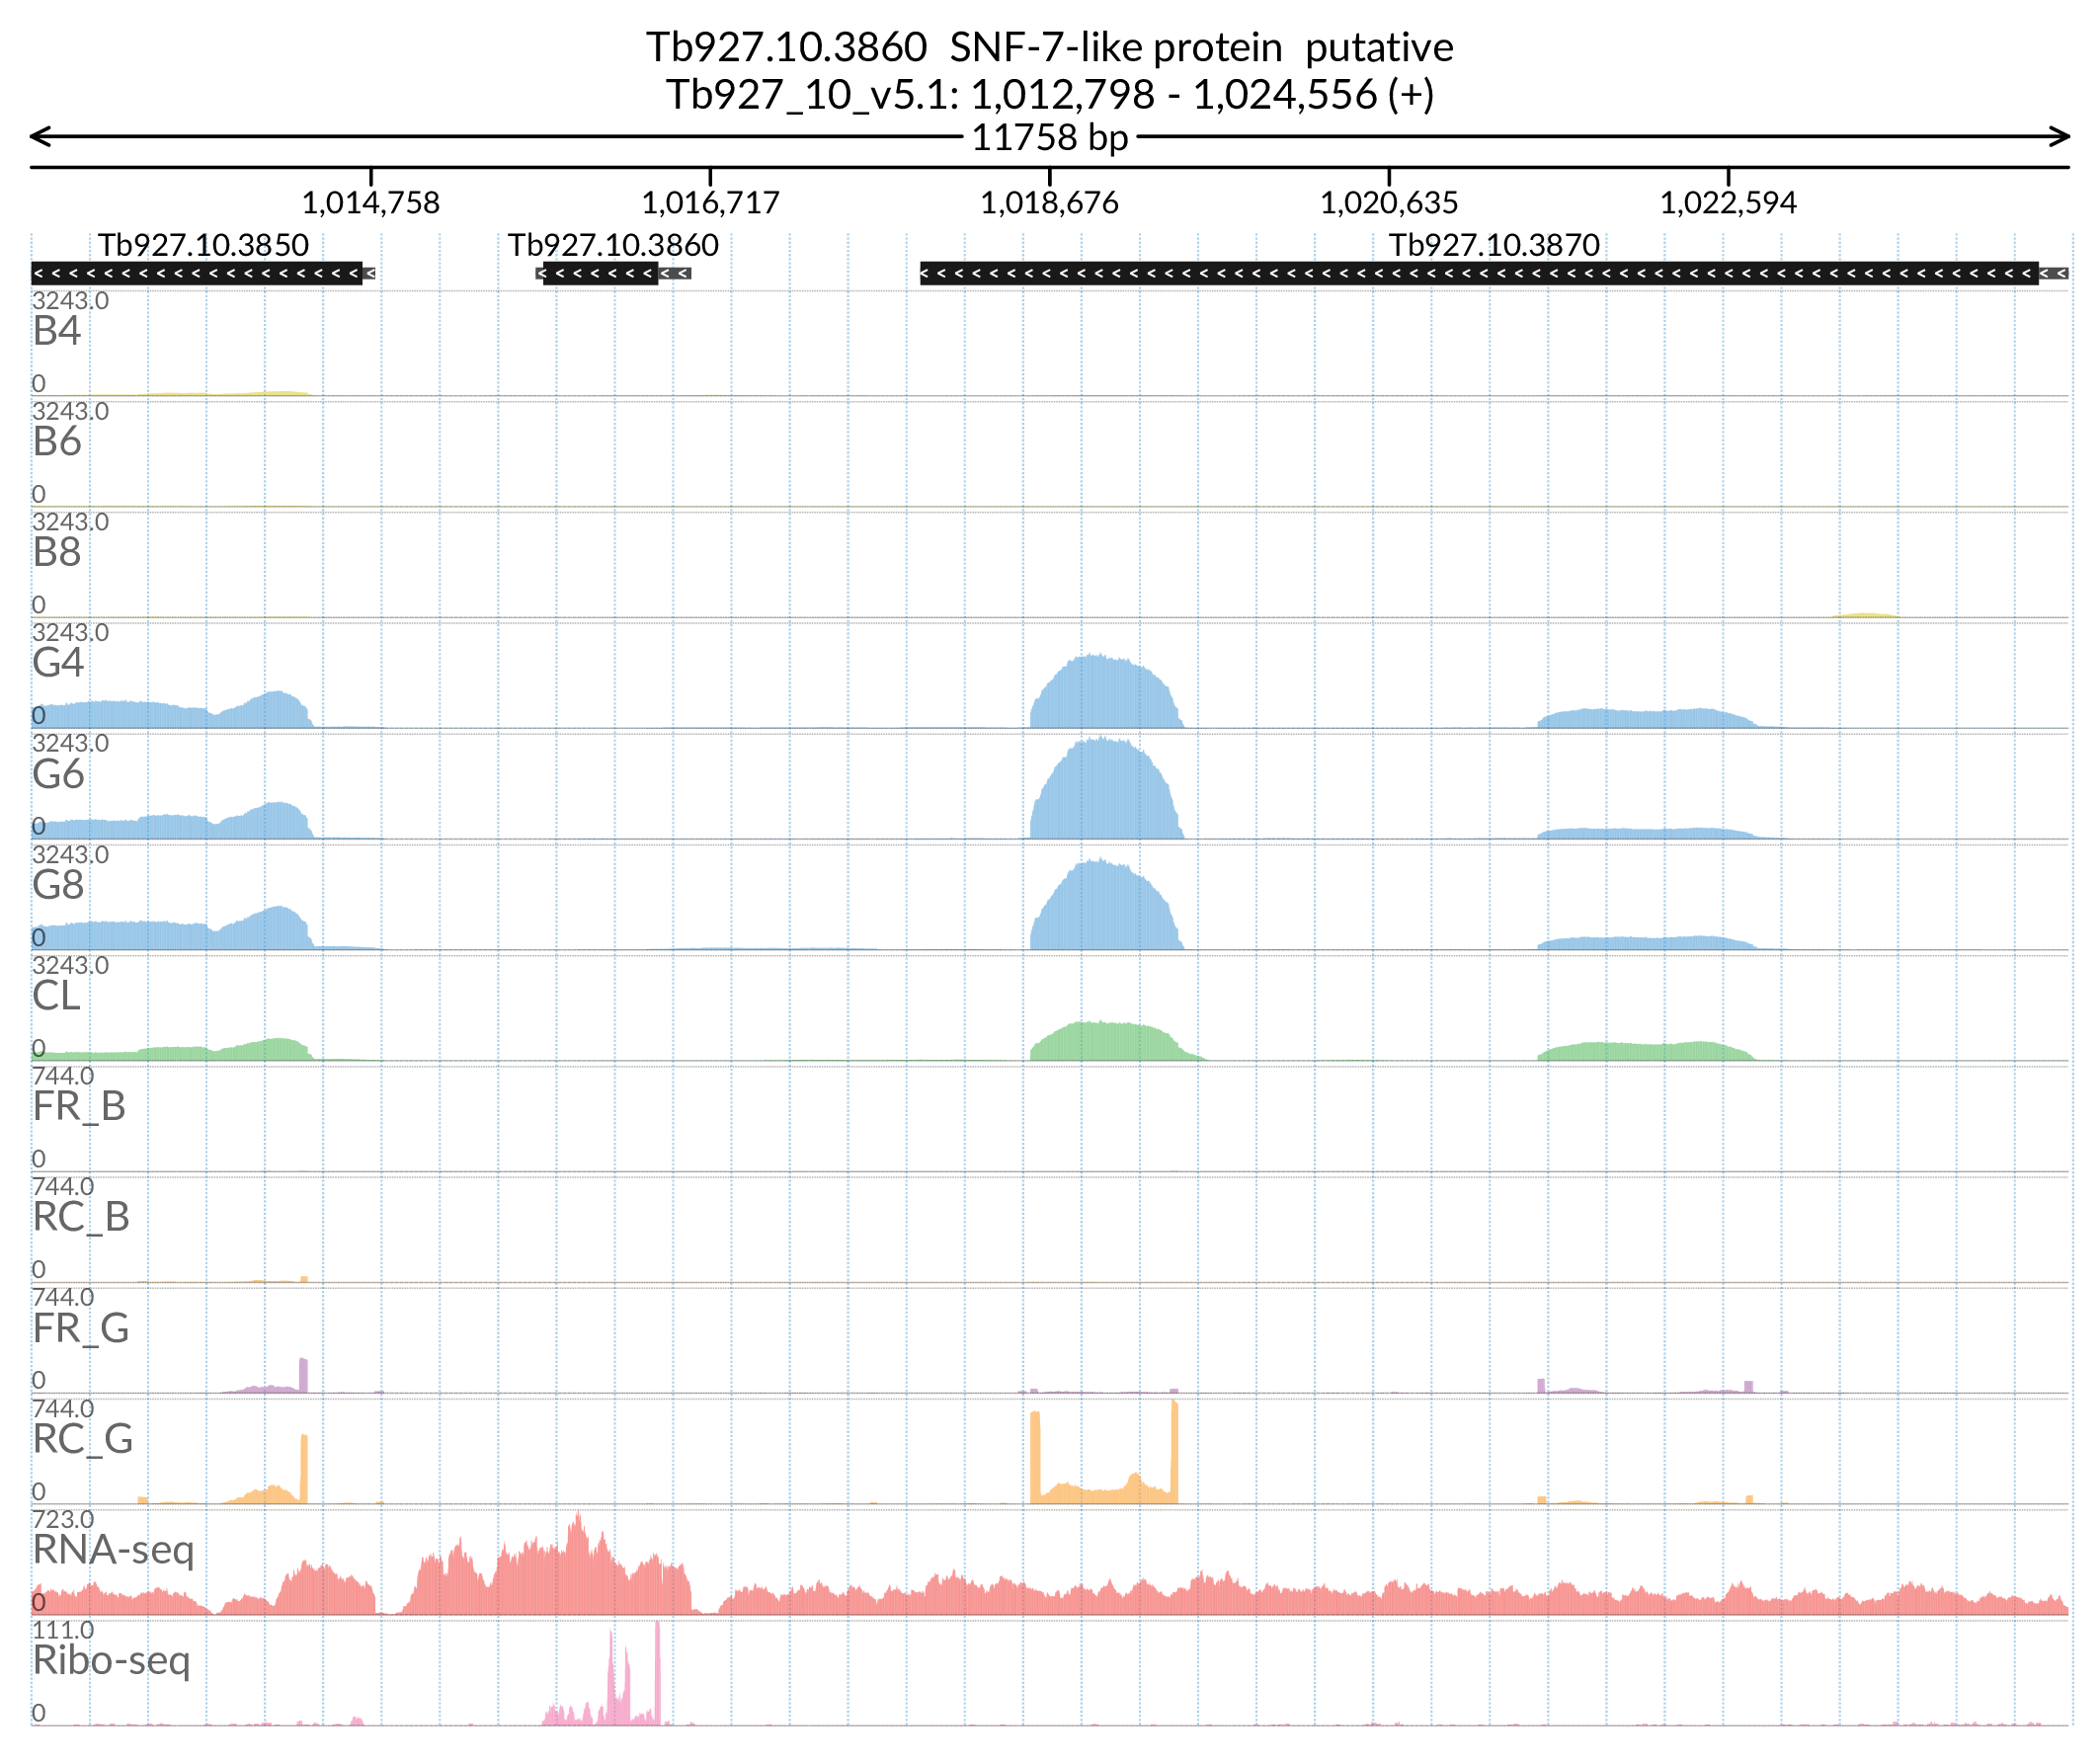 Tb927.10.3860  SNF-7-like protein  putative
Tb927_10_v5.1: 1,012,798 - 1,024,556 (+)
11758 bp
1,014,758 1,016,717 1,018,676 1,020,635 1,022,594
Tb927.10.3850 Tb927.10.3860 Tb927.10.3870
3243.0
B4
0
3243.0
B6
0
3243.0
B8
0
3243.0
G4
0
3243.0
G6
0
3243.0
G8
0
3243.0
CL
0
744.0
FR_B
0
744.0
RC_B
0
744.0
FR_G
0
744.0
RC_G
0
723.0
RNA-seq
0
111.0
Ribo-seq
0